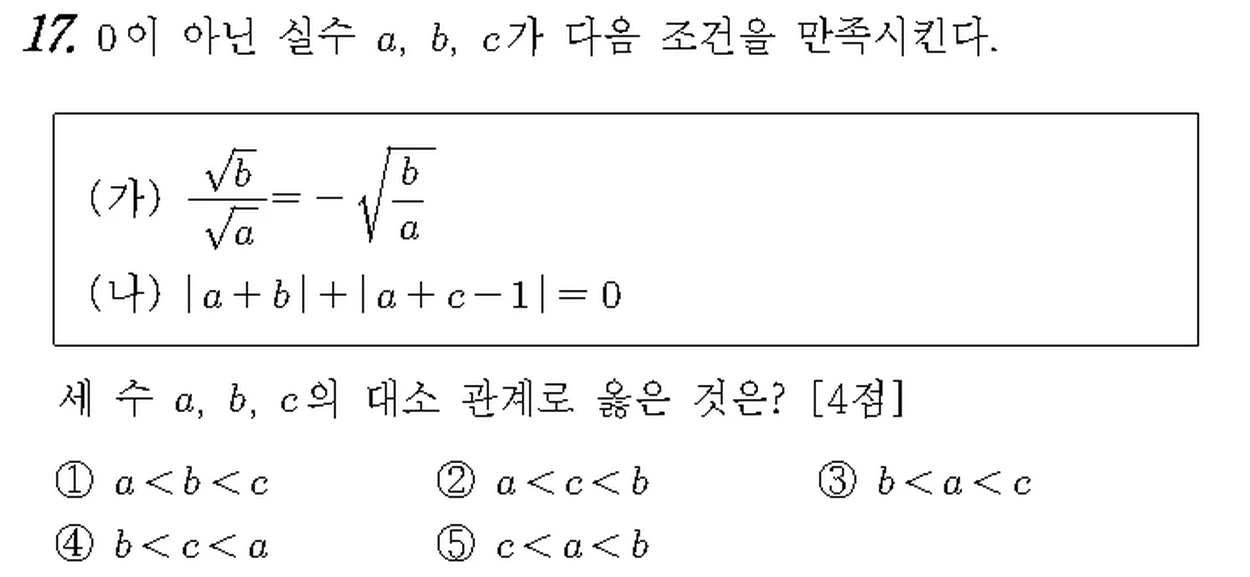 17. 0이 아닌 실수 a, b, c가 다음 조건을 만족시킨다.
(가) √b/√a = -√(b/a)
(나) |a+b|+|a+c-1|=0
세 수 a, b, c의 대소 관계로 옳은 것은? [4점]
① a<b<c ② a<c<b ③ b<a<c
④ b<c<a ⑤ c<a<b